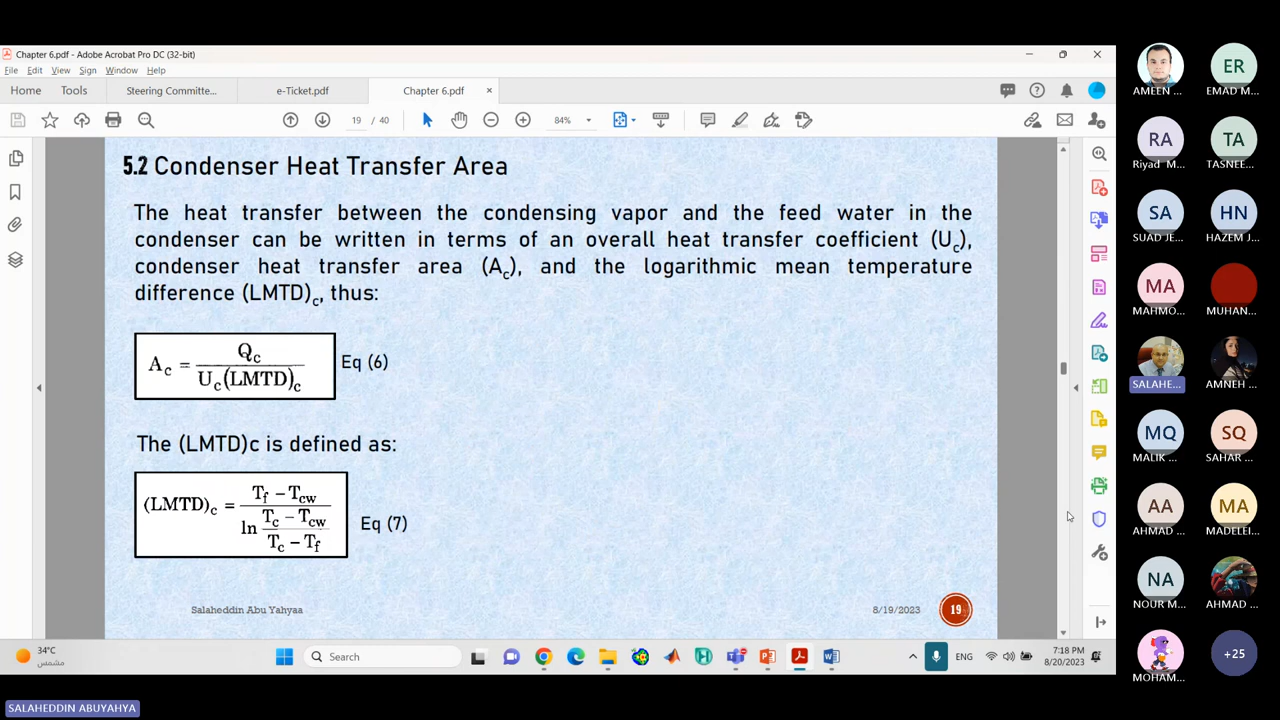 Chapter 6.pdf - Adobe Acrobat Pro DC (32-bit)
File Edit View Sign Window Help
Home Tools Steering Committe... e-Ticket.pdf Chapter 6.pdf ×
19 / 40 84%
5.2 Condenser Heat Transfer Area
The heat transfer between the condensing vapor and the feed water in the
condenser can be written in terms of an overall heat transfer coefficient (Uc),
condenser heat transfer area (Ac), and the logarithmic mean temperature
difference (LMTD)c, thus:
Ac = Qc / Uc(LMTD)c Eq (6)
The (LMTD)c is defined as:
(LMTD)c = Tf − Tcw / ln Tc − Tcw / Tc − Tf Eq (7)
Salaheddin Abu Yahyaa 8/19/2023 19
34°C
مشمس
Search
ENG
7:18 PM
8/20/2023
AMEEN ... EMAD M...
ER
RA TA
Riyad M... TASNEE...
SA HN
SUAD JE... HAZEM J...
MA
MAHMO... MUHAN...
SALAHE... AMNEH ...
MQ SQ
MALIK ... SAHAR ...
AA MA
AHMAD ... MADELEI...
NA
NOUR M... AHMAD ...
+25
MOHAM...
SALAHEDDIN ABUYAHYA